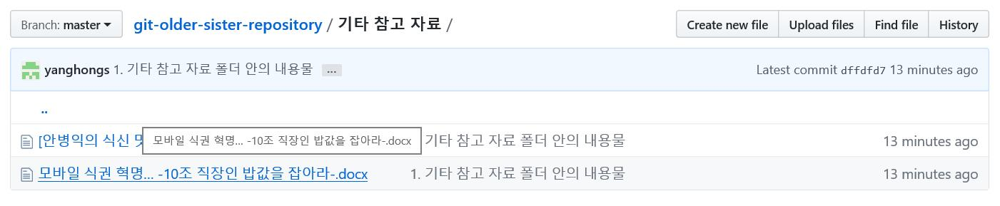 Branch: master git-older-sister-repository / 기타 참고 자료 / Create new file Upload files Find file History
yanghongs 1. 기타 참고 자료 폴더 안의 내용물 ... Latest commit dffdfd7 13 minutes ago
..
[안병익의 식신 모바일 식권 혁명... -10조 직장인 밥값을 잡아라-.docx 기타 참고 자료 폴더 안의 내용물 13 minutes ago
모바일 식권 혁명... -10조 직장인 밥값을 잡아라-.docx 1. 기타 참고 자료 폴더 안의 내용물 13 minutes ago